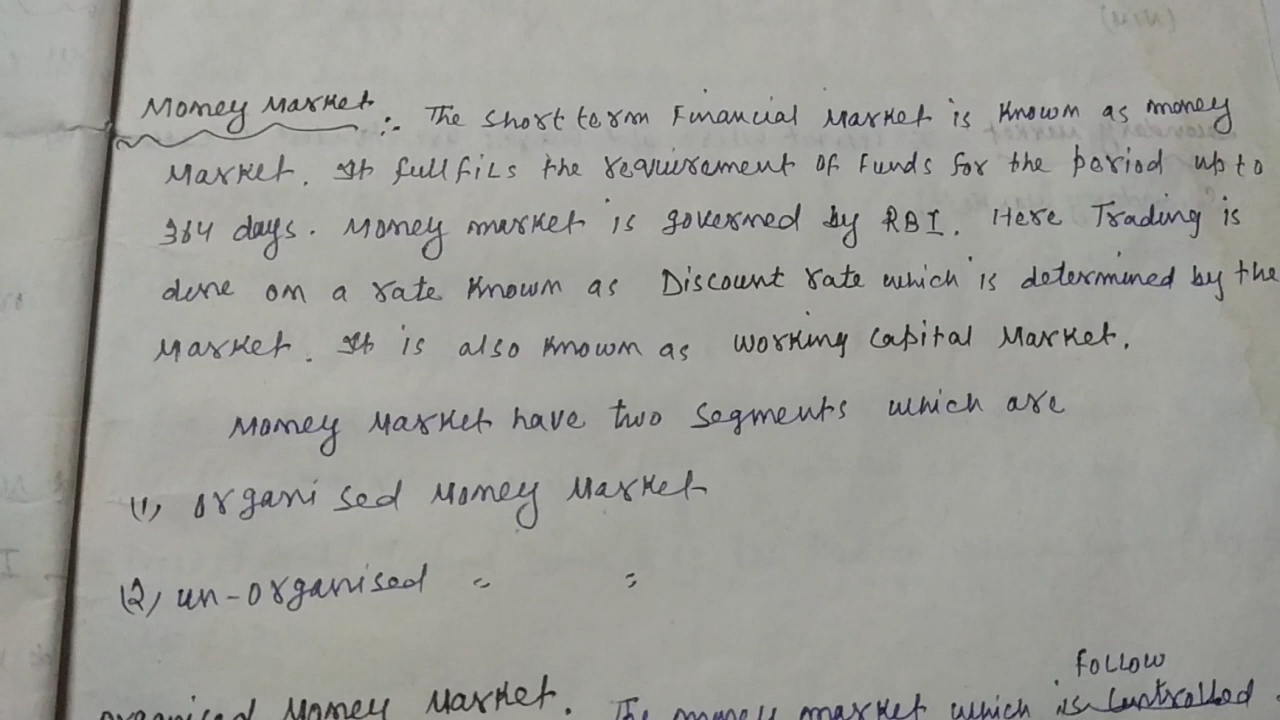 Money Market :- The short term Financial Market is known as money
Market. It fullfils the requirement of Funds for the period upto
364 days. Money market is governed by RBI. Here Trading is
done on a rate known as Discount rate which is determined by the
Market. It is also known as working Capital Market.
Money Market have two segments which are
(1) organised Money Market
(2) un-organised " "
follow
organised Money Market. The money market which is controlled